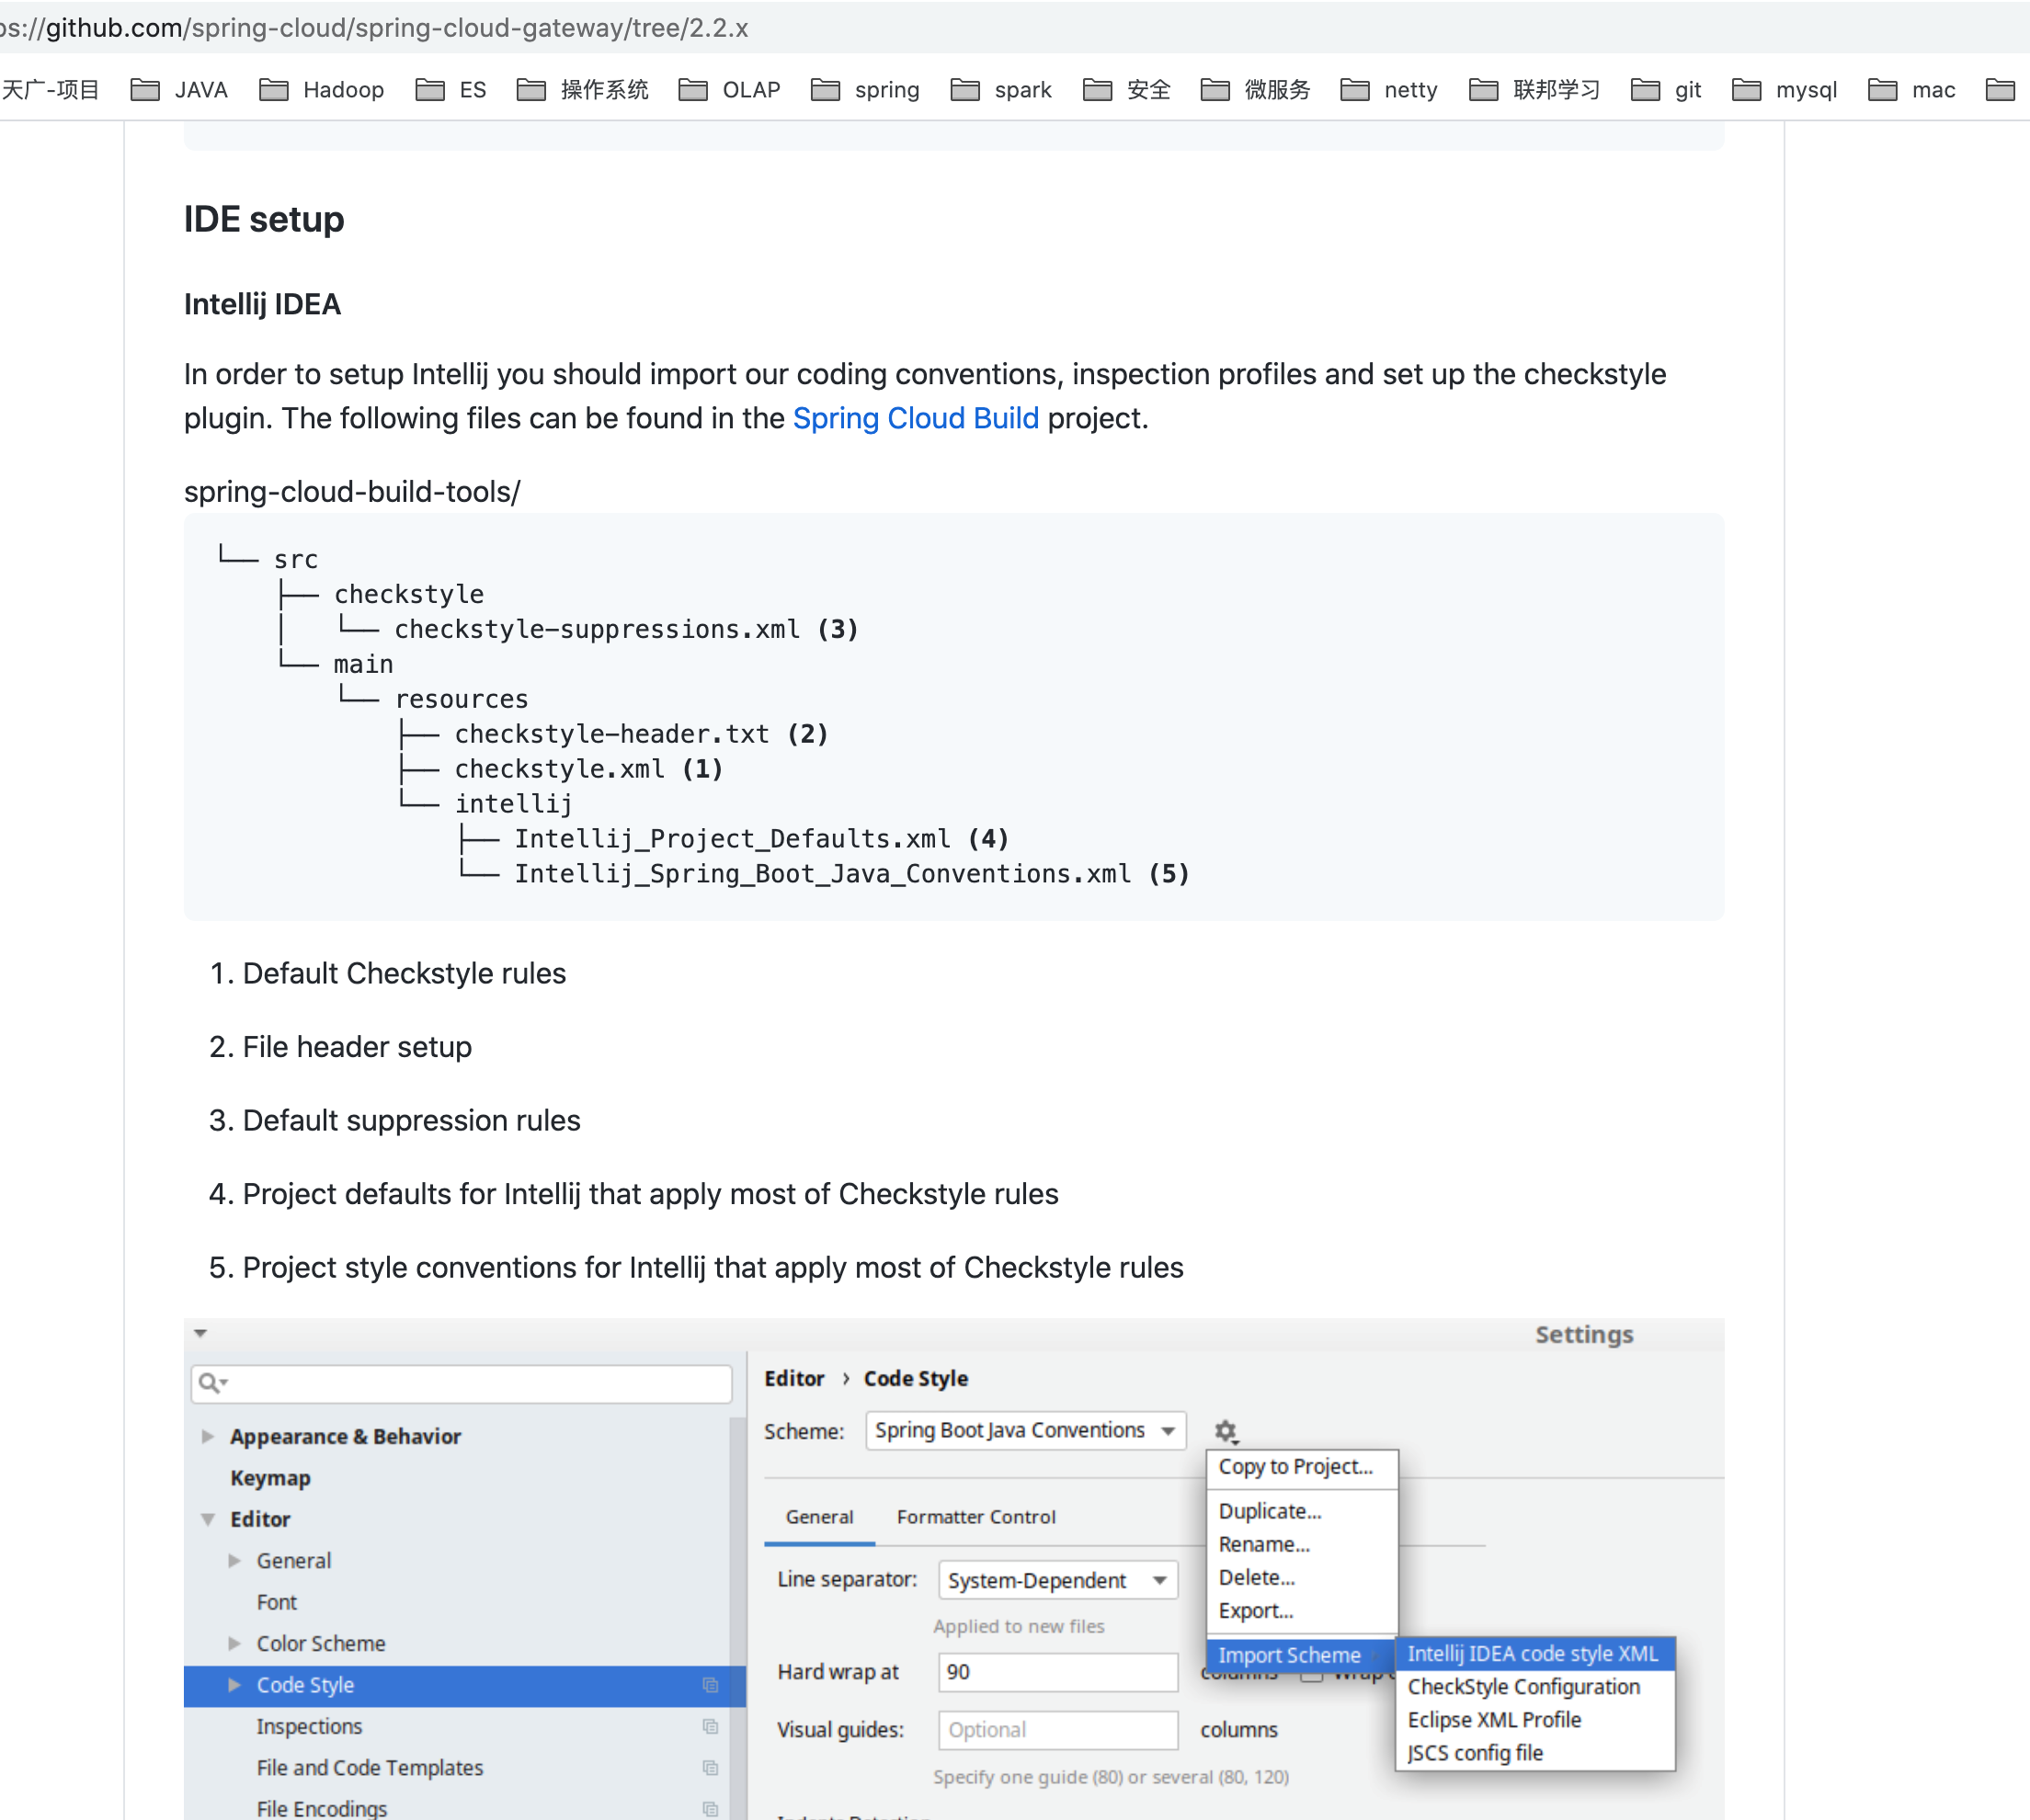 ps://github.com/spring-cloud/spring-cloud-gateway/tree/2.2.x
天广-项目 JAVA Hadoop ES 操作系统 OLAP spring spark 安全 微服务 netty 联邦学习 git mysql mac
IDE setup
Intellij IDEA
In order to setup Intellij you should import our coding conventions, inspection profiles and set up the checkstyle
plugin. The following files can be found in the Spring Cloud Build project.
spring-cloud-build-tools/
└── src
    ├── checkstyle
    │   └── checkstyle-suppressions.xml (3)
    └── main
        └── resources
            ├── checkstyle-header.txt (2)
            ├── checkstyle.xml (1)
            └── intellij
                ├── Intellij_Project_Defaults.xml (4)
                └── Intellij_Spring_Boot_Java_Conventions.xml (5)
1. Default Checkstyle rules
2. File header setup
3. Default suppression rules
4. Project defaults for Intellij that apply most of Checkstyle rules
5. Project style conventions for Intellij that apply most of Checkstyle rules
Settings
Appearance & Behavior
Keymap
Editor
General
Font
Color Scheme
Code Style
Inspections
File and Code Templates
File Encodings
Editor › Code Style
Scheme: Spring Boot Java Conventions
Copy to Project...
Duplicate...
Rename...
Delete...
Export...
Import Scheme
Intellij IDEA code style XML
CheckStyle Configuration
Eclipse XML Profile
JSCS config file
General Formatter Control
Line separator: System-Dependent
Applied to new files
Hard wrap at 90 columns
Visual guides: Optional columns
Specify one guide (80) or several (80, 120)